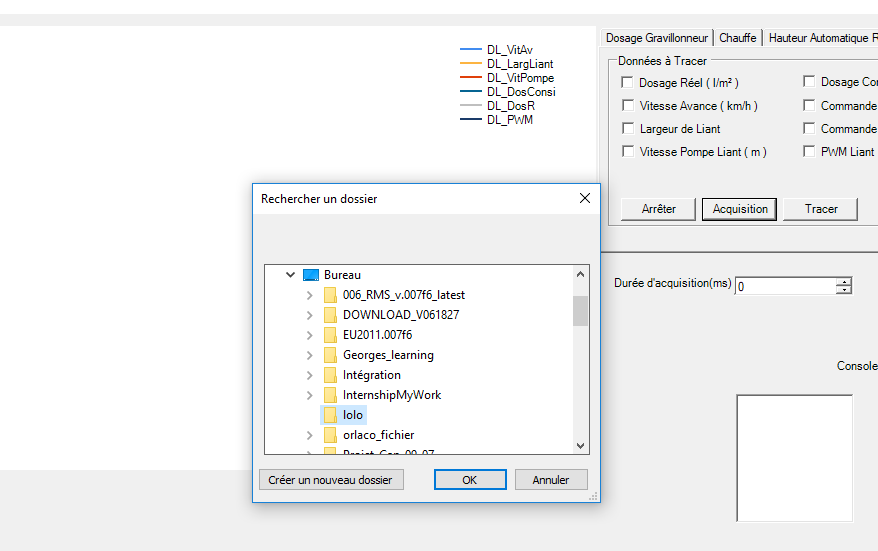 DL_VitAv
DL_LargLiant
DL_VitPompe
DL_DosConsi
DL_DosR
DL_PWM
Dosage Gravillonneur
Chauffe
Hauteur Automatique R
Données à Tracer
Dosage Réel ( l/m² )
Dosage Con
Vitesse Avance ( km/h )
Commande
Largeur de Liant
Commande
Vitesse Pompe Liant ( m )
PWM Liant
Arrêter
Acquisition
Tracer
Durée d'acquisition(ms)
0
Console
Rechercher un dossier
Bureau
006_RMS_v.007f6_latest
DOWNLOAD_V061827
EU2011.007f6
Georges_learning
Intégration
InternshipMyWork
lolo
orlaco_fichier
Créer un nouveau dossier
OK
Annuler